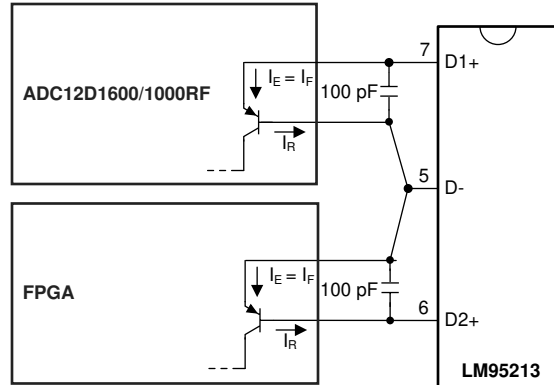 7
D1+
I_E = I_F
100 pF
ADC12D1600/1000RF
I_R
5
D-
I_E = I_F
100 pF
FPGA
6
D2+
I_R
LM95213